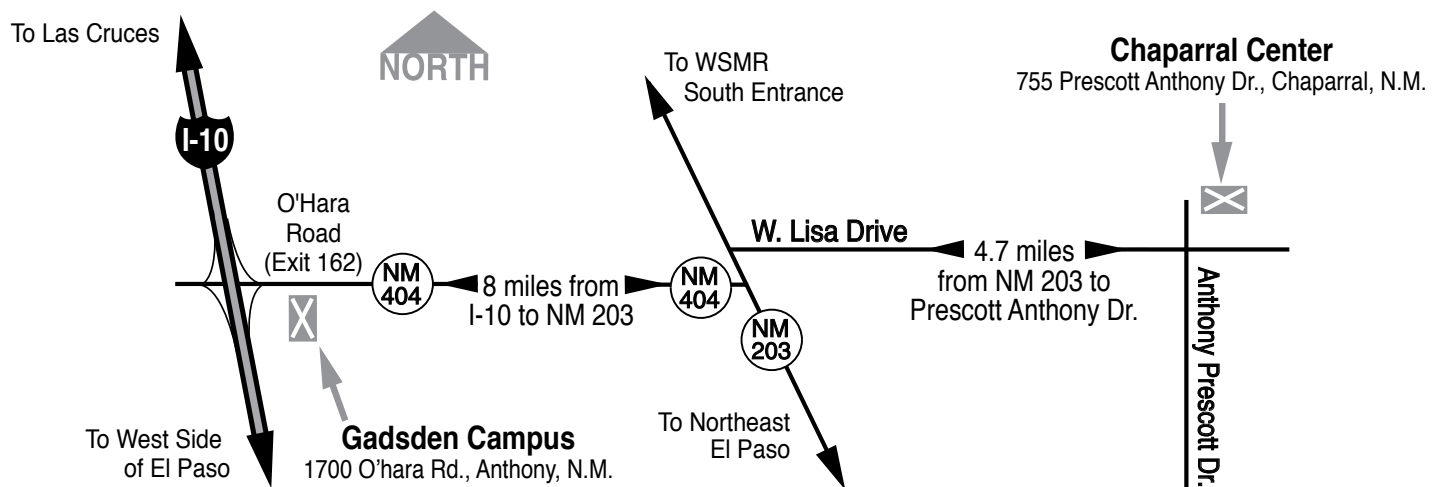 To Las Cruces
NORTH
I-10
O'Hara
Road
(Exit 162)
NM
404
8 miles from
I-10 to NM 203
NM
404
To WSMR
South Entrance
Chaparral Center
755 Prescott Anthony Dr., Chaparral, N.M.
W. Lisa Drive
4.7 miles
from NM 203 to
Prescott Anthony Dr.
NM
203
Anthony Prescott Dr.
To West Side
of El Paso
Gadsden Campus
1700 O’hara Rd., Anthony, N.M.
To Northeast
El Paso